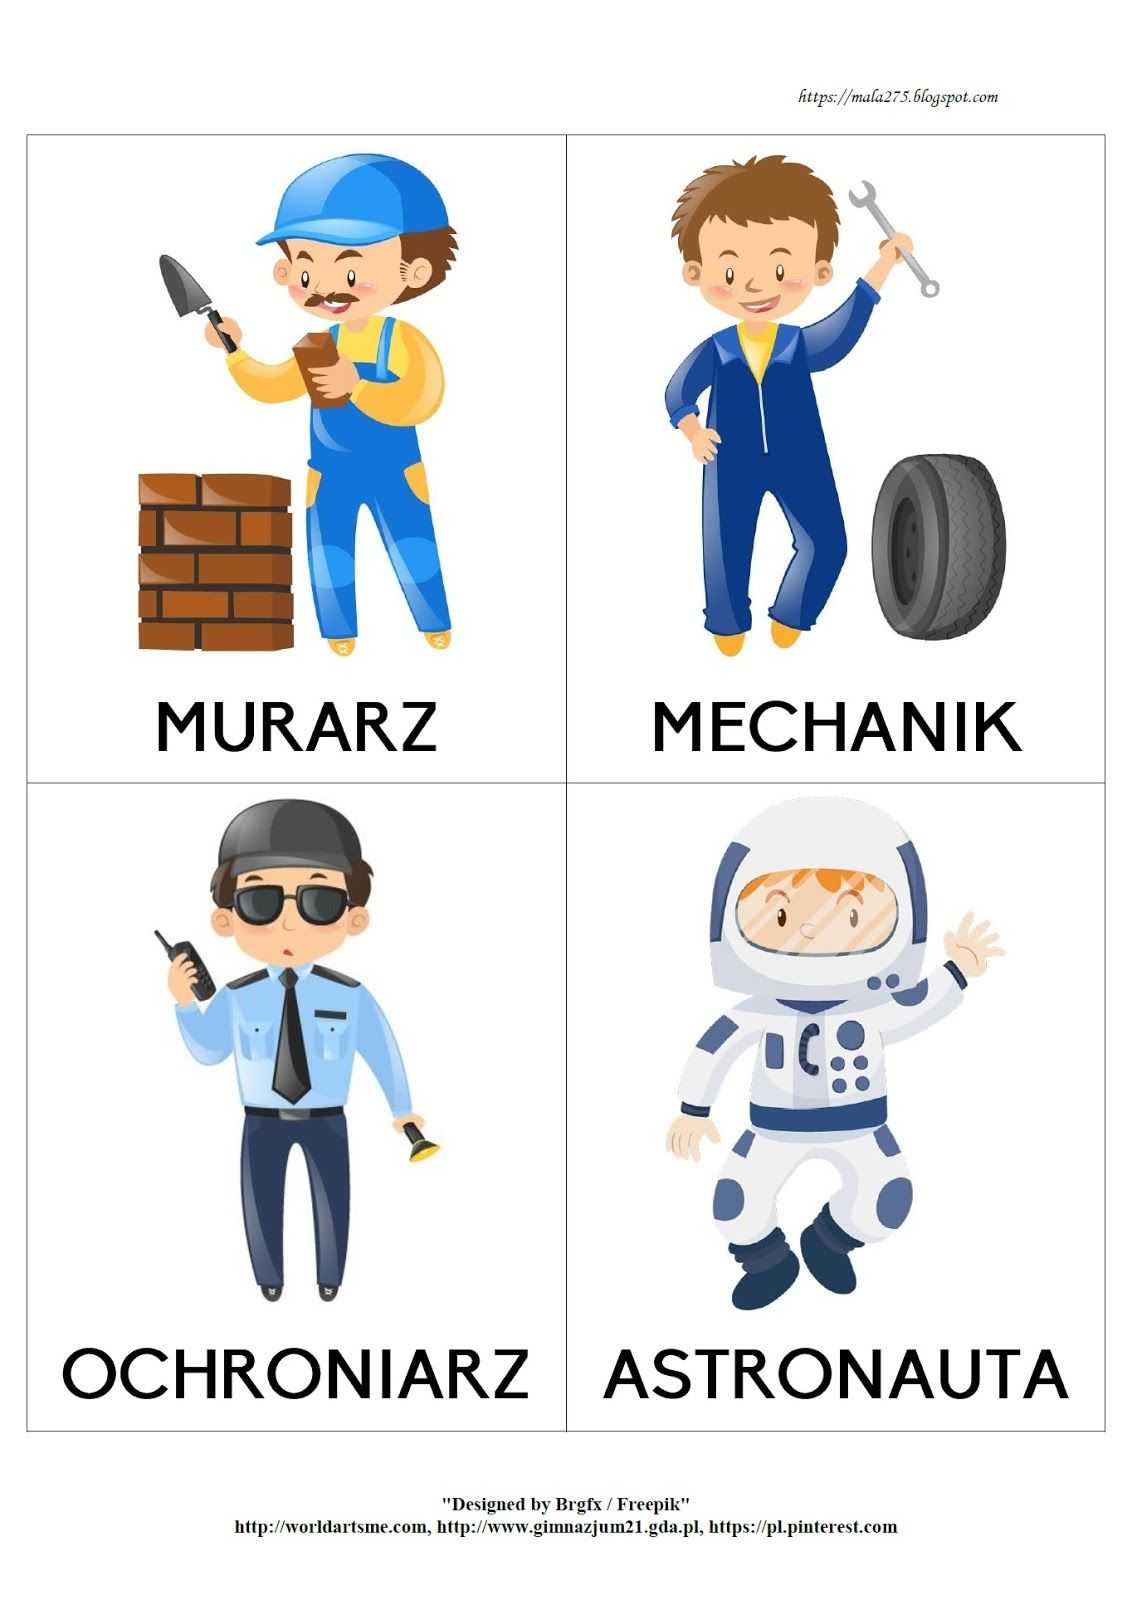 https://mala275.blogspot.com
MURARZ
MECHANIK
OCHRONIARZ
ASTRONAUTA
"Designed by Brgfx / Freepik"
http://worldartsme.com, http://www.gimnazjum21.gda.pl, https://pl.pinterest.com